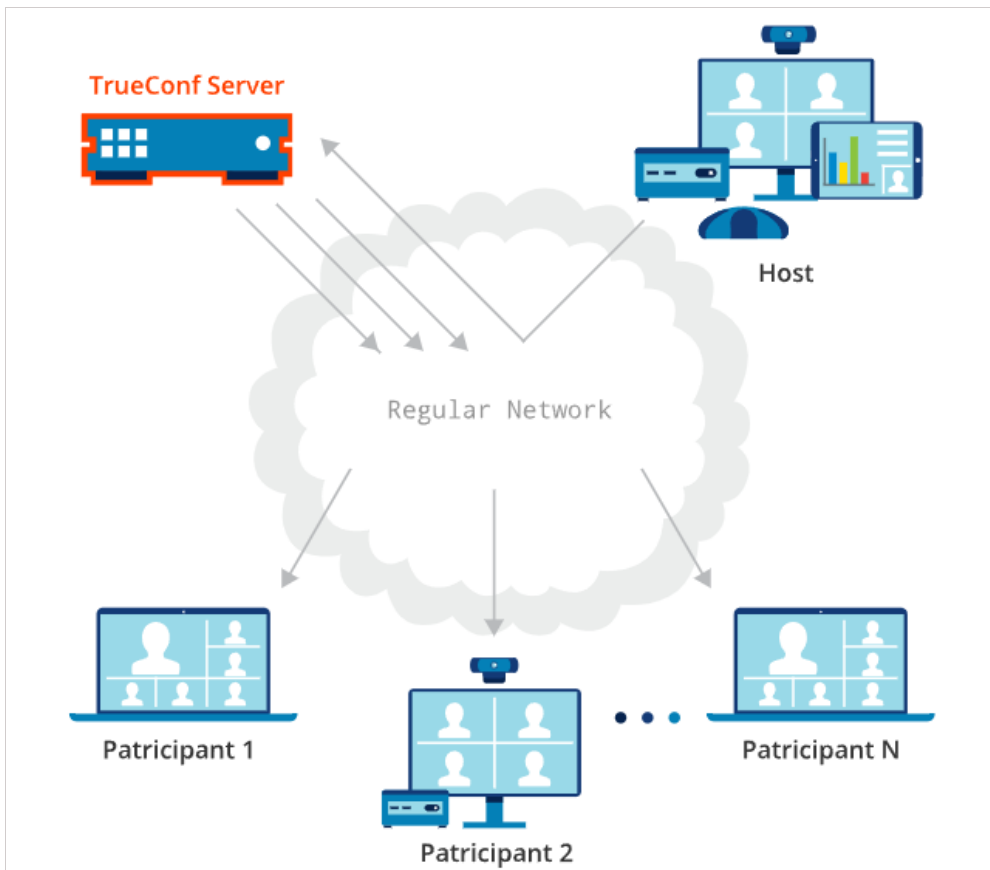 TrueConf Server
Host
Regular Network
Patricipant 1
Patricipant N
Patricipant 2